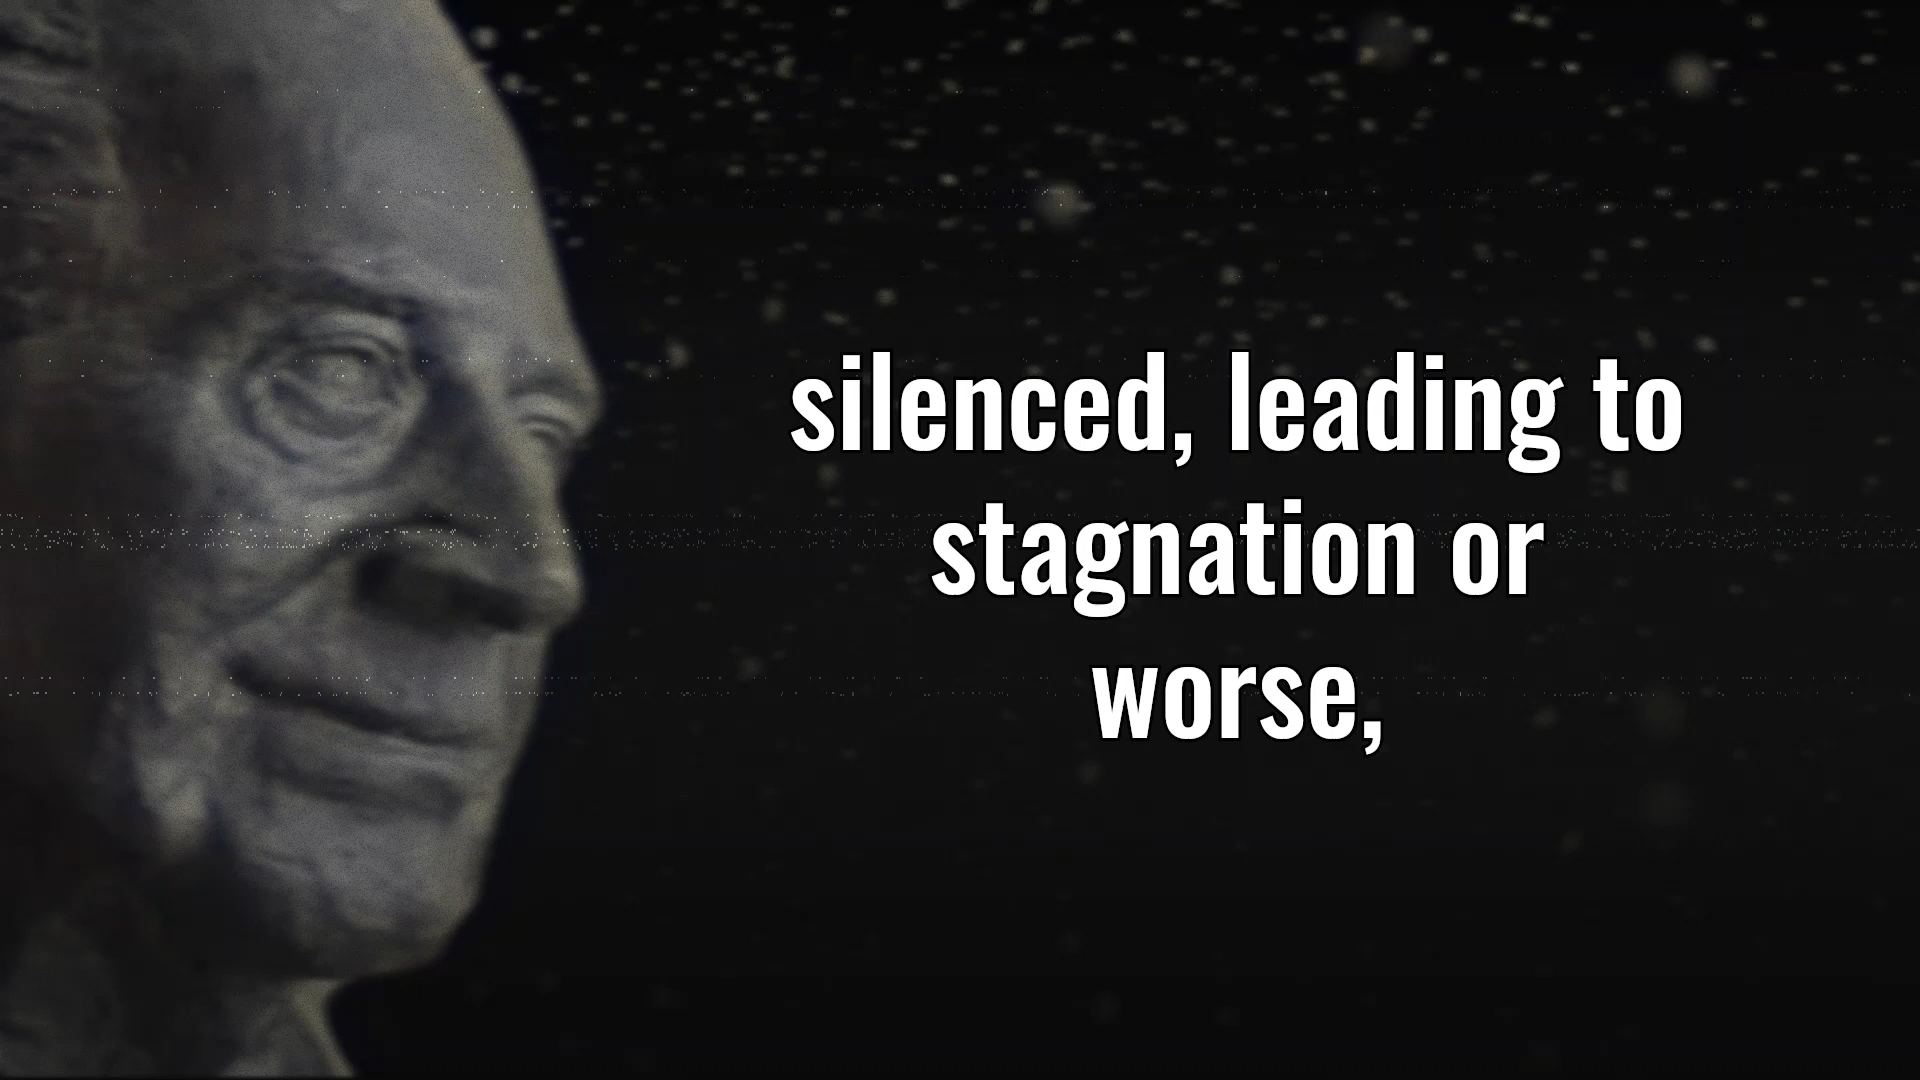 silenced, leading to
stagnation or
worse,